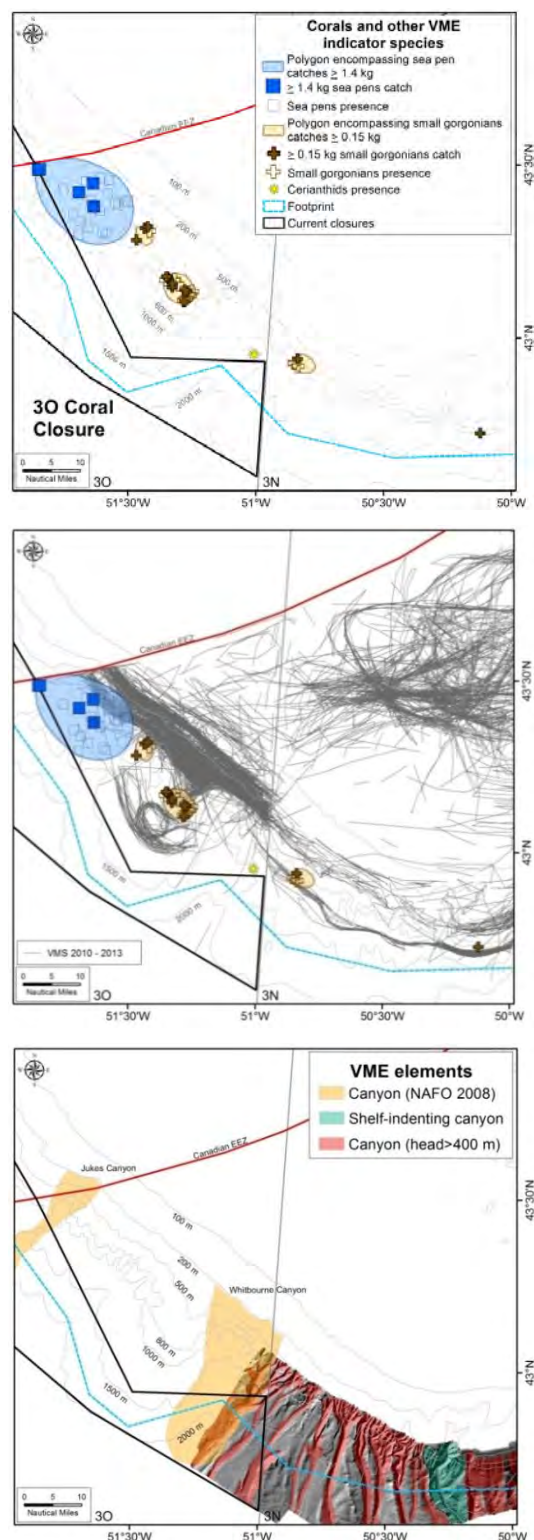 Corals and other VME
indicator species
Polygon encompassing sea pen
catches ≥ 1.4 kg
≥ 1.4 kg sea pens catch
Sea pens presence
Polygon encompassing small gorgonians
catches ≥ 0.15 kg
≥ 0.15 kg small gorgonians catch
Small gorgonians presence
Cerianthids presence
Footprint
Current closures
Canadian EEZ
100 m
200 m
500 m
800 m
1000 m
1500 m
2000 m
43°30'N
43°N
3O Coral
Closure
0 5 10
Nautical Miles
3O
3N
51°30'W
51°W
50°30'W
50°W
Canadian EEZ
43°30'N
43°N
1500 m
2000 m
VMS 2010 - 2013
0 5 10
Nautical Miles
3O
3N
51°30'W
51°W
50°30'W
50°W
VME elements
Canyon (NAFO 2008)
Shelf-indenting canyon
Canyon (head>400 m)
Canadian EEZ
Jukes Canyon
43°30'N
100 m
200 m
500 m
Whitbourne Canyon
800 m
1000 m
43°N
1500 m
2000 m
0 5 10
Nautical Miles
3O
3N
51°30'W
51°W
50°30'W
50°W